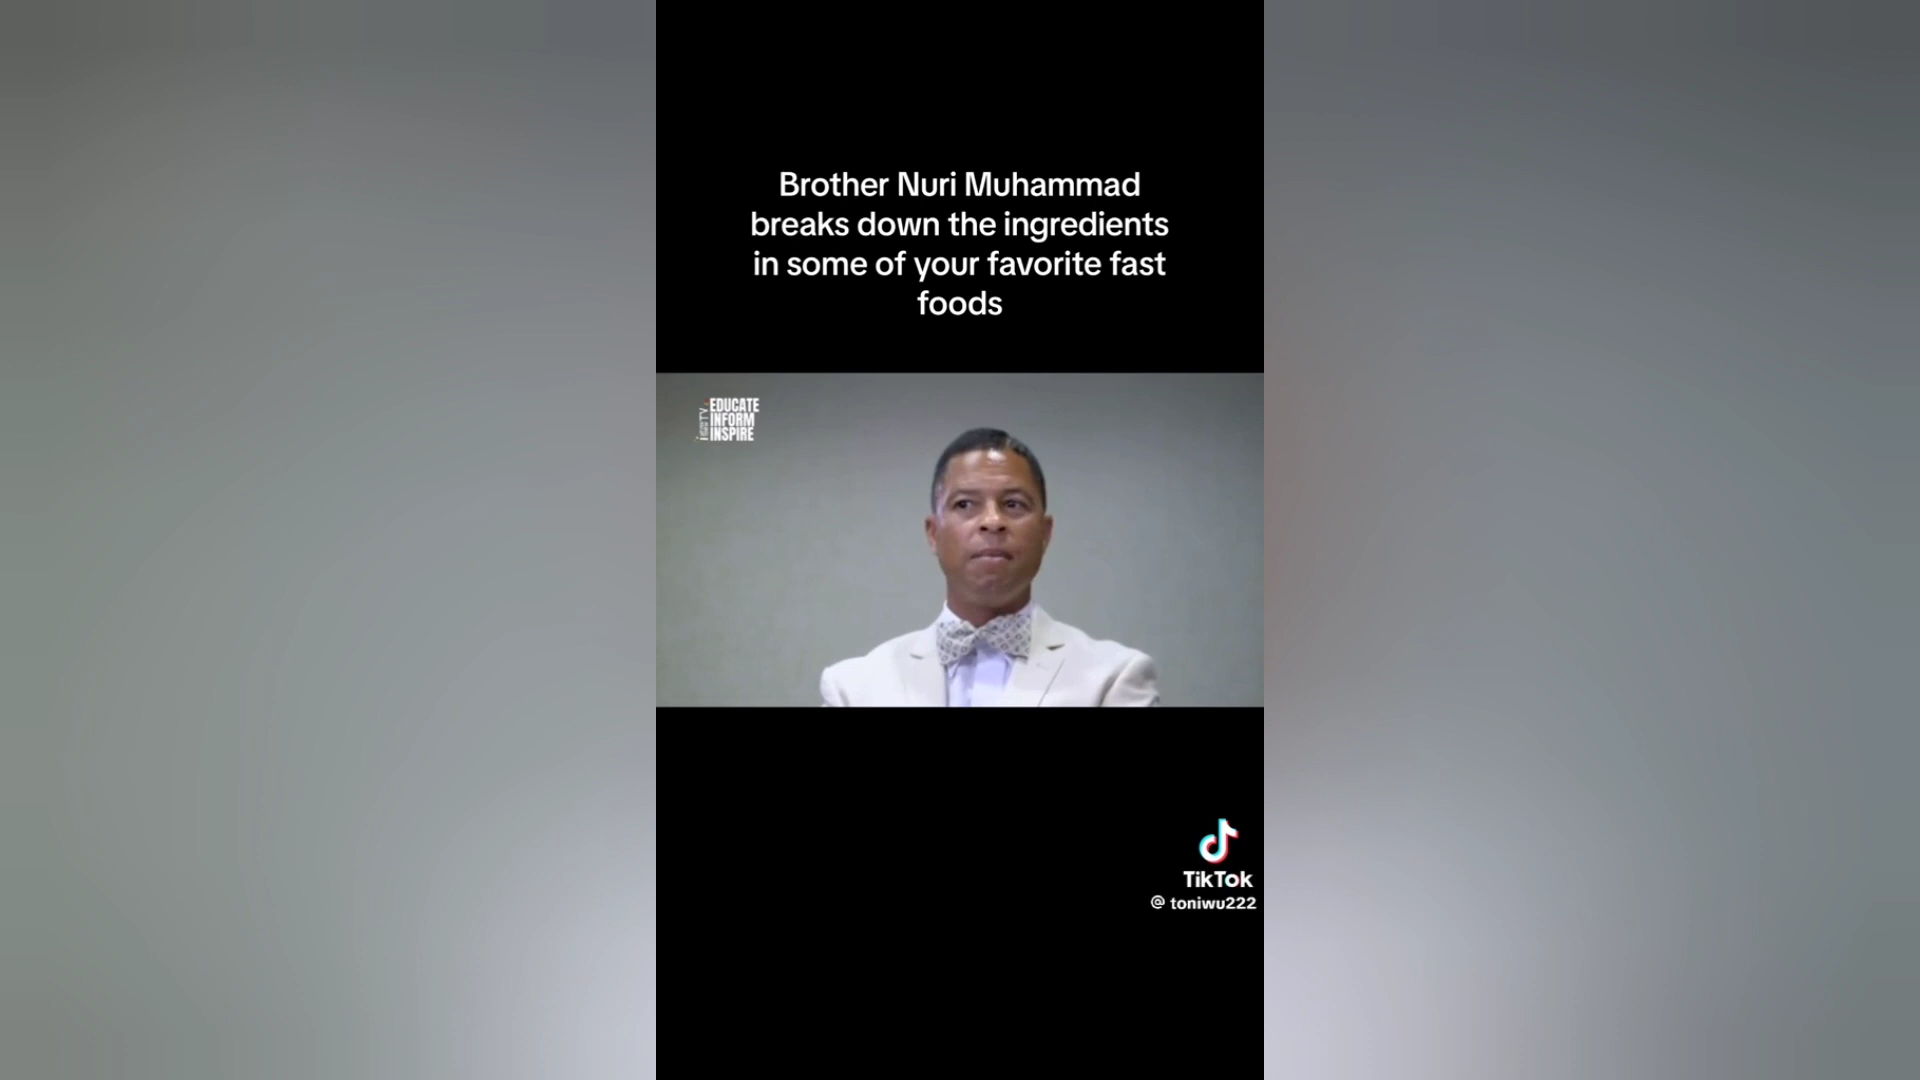 Brother Nuri Muhammad
breaks down the ingredients
in some of your favorite fast
foods
EDUCATE
INFORM
INSPIRE
TikTok
@ toniwu222